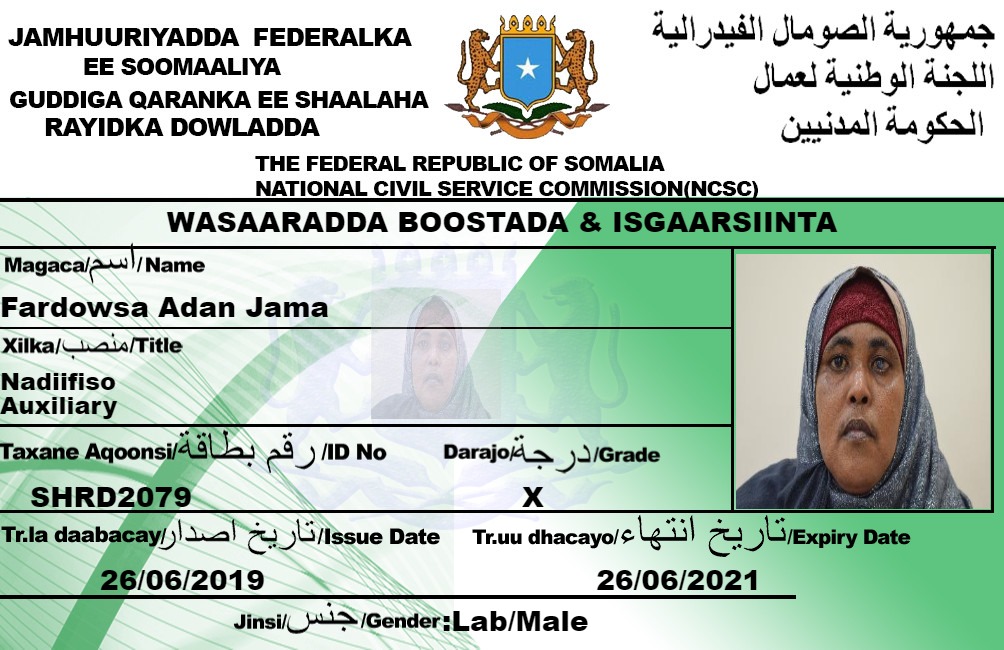 JAMHUURIYADDA FEDERALKA
EE SOOMAALIYA
GUDDIGA QARANKA EE SHAALAHA
RAYIDKA DOWLADDA
جمهورية الصومال الفيدرالية
اللجنة الوطنية لعمال
الحكومة المدنيين
THE FEDERAL REPUBLIC OF SOMALIA
NATIONAL CIVIL SERVICE COMMISSION(NCSC)
WASAARADDA BOOSTADA & ISGAARSIINTA
Magaca/اسم/Name
Fardowsa Adan Jama
Xilka/منصب/Title
Nadiifiso
Auxiliary
Taxane Aqoonsi/رقم بطاقة/ID No
SHRD2079
Darajo/درجة/Grade
X
Tr.la daabacay/تاريخ اصدار/Issue Date
26/06/2019
Tr.uu dhacayo/تاريخ انتهاء/Expiry Date
26/06/2021
Jinsi/جنس/Gender:Lab/Male